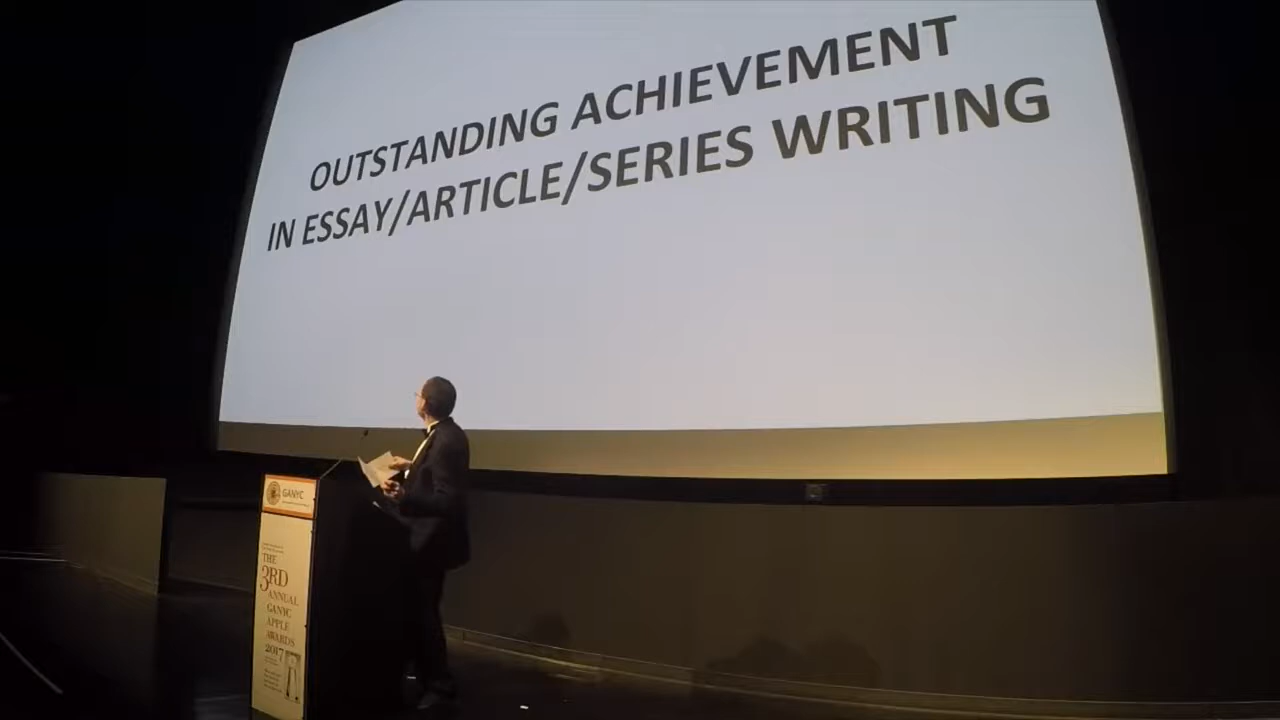 OUTSTANDING ACHIEVEMENT
IN ESSAY/ARTICLE/SERIES WRITING
GANYC
THE
3RD
ANNUAL
GANYC
APPLE
AWARDS
2017